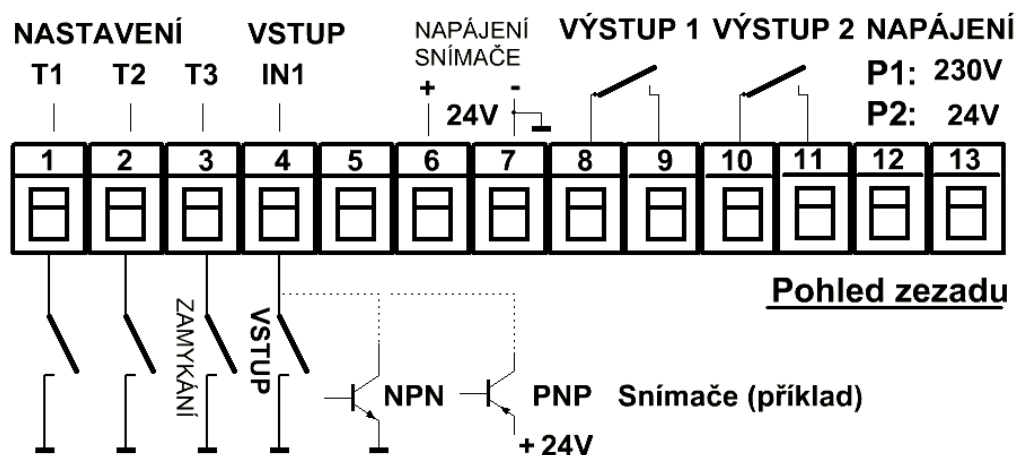 NASTAVENÍ VSTUP NAPÁJENÍ SNÍMAČE VÝSTUP 1 VÝSTUP 2 NAPÁJENÍ
T1 T2 T3 IN1 + 24V - P1: 230V
P2: 24V
1 2 3 4 5 6 7 8 9 10 11 12 13
Pohled zezadu
ZAMYKÁNÍ
VSTUP
NPN PNP Snímače (příklad)
+ 24V